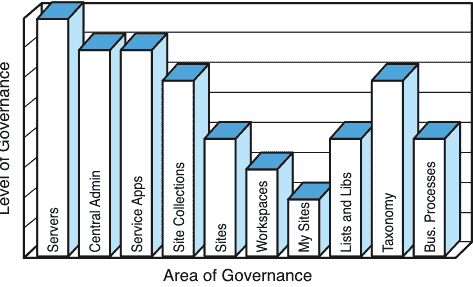 Level of Governance
Servers
Central Admin
Service Apps
Site Collections
Sites
Workspaces
My Sites
Lists and Libs
Taxonomy
Bus. Processes
Area of Governance